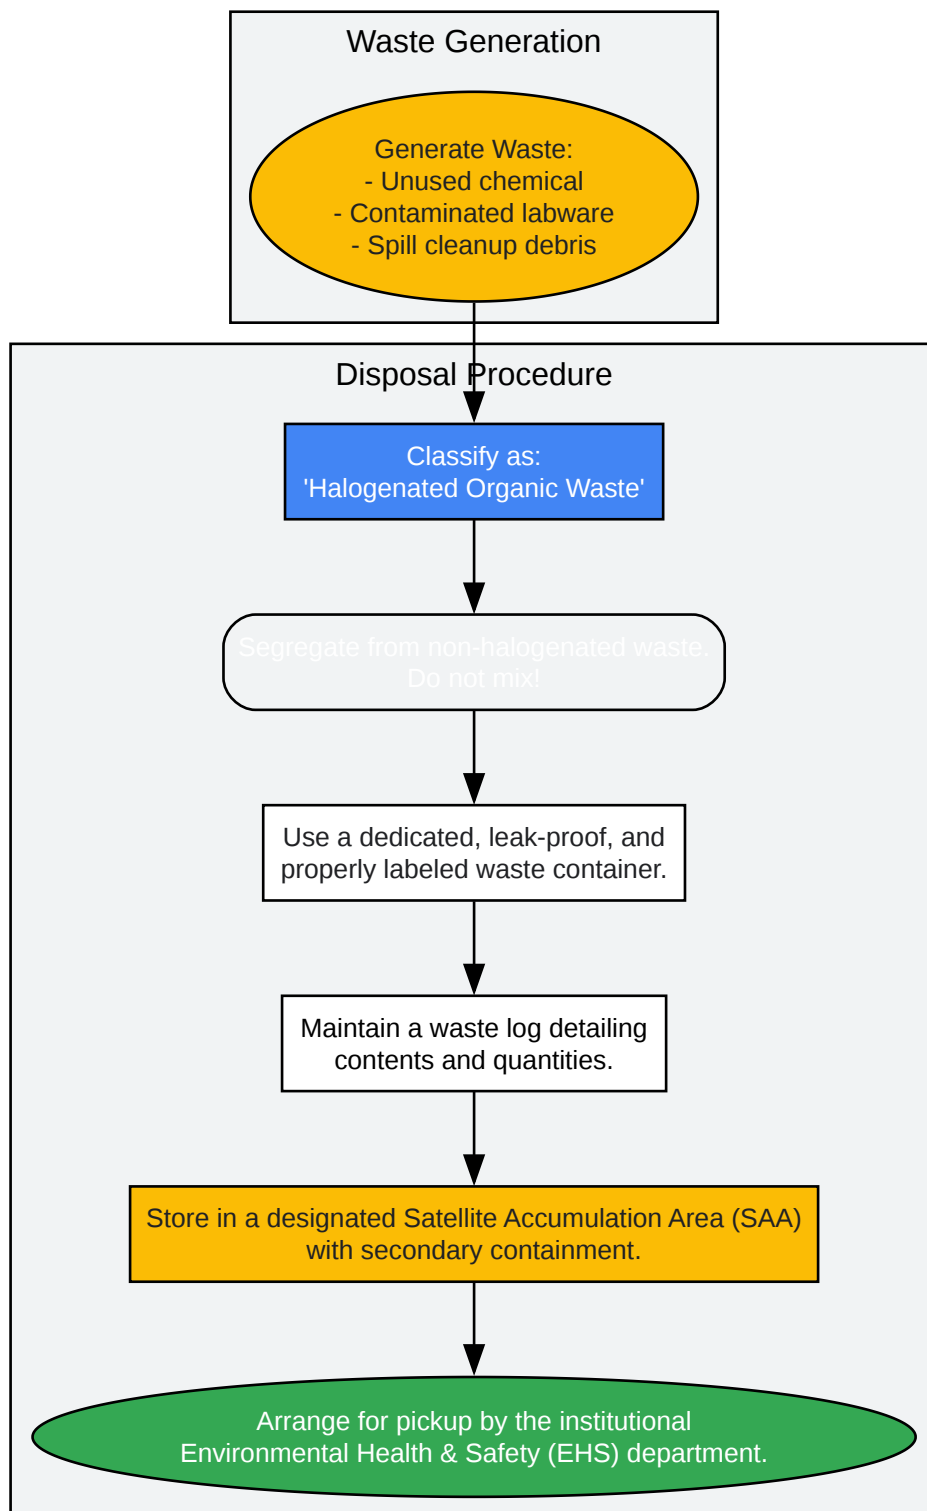 Waste Generation
Generate Waste:
- Unused chemical
- Contaminated labware
- Spill cleanup debris
Disposal Procedure
Classify as:
'Halogenated Organic Waste'
Segregate from non-halogenated waste.
Do not mix!
Use a dedicated, leak-proof, and
properly labeled waste container.
Maintain a waste log detailing
contents and quantities.
Store in a designated Satellite Accumulation Area (SAA)
with secondary containment.
Arrange for pickup by the institutional
Environmental Health & Safety (EHS) department.